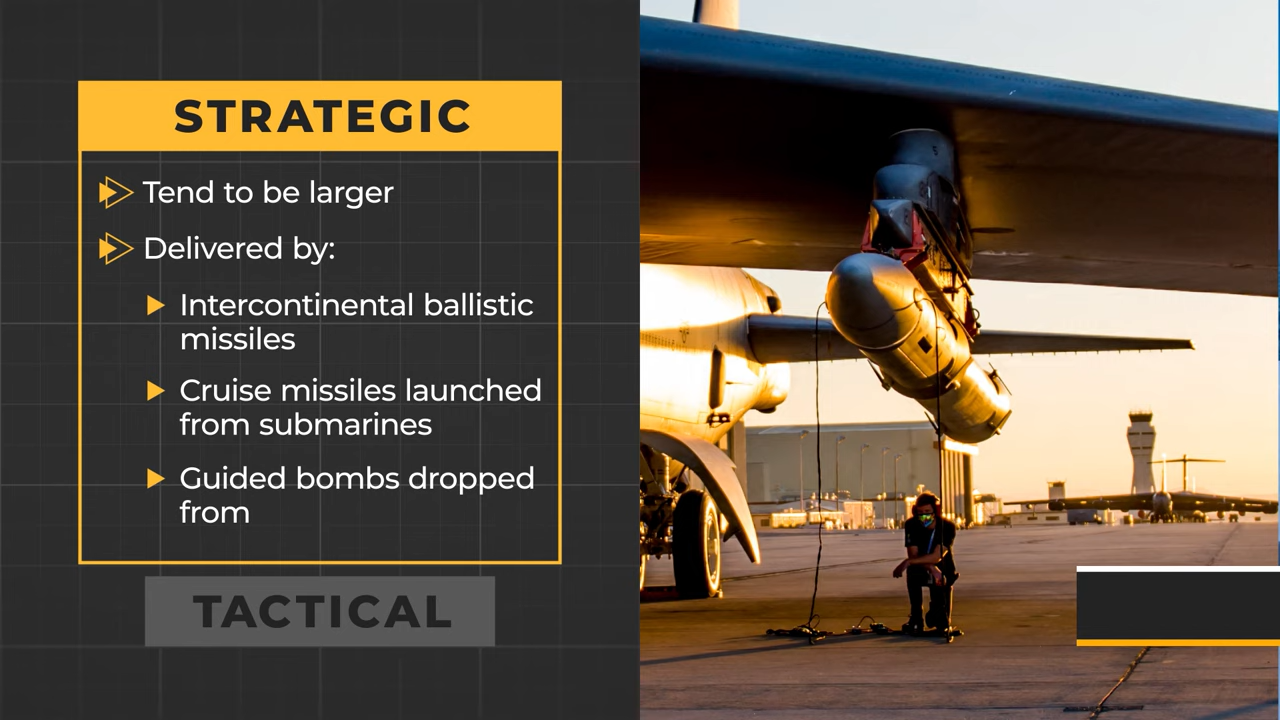 STRATEGIC
Tend to be larger
Delivered by:
Intercontinental ballistic
missiles
Cruise missiles launched
from submarines
Guided bombs dropped
from
TACTICAL